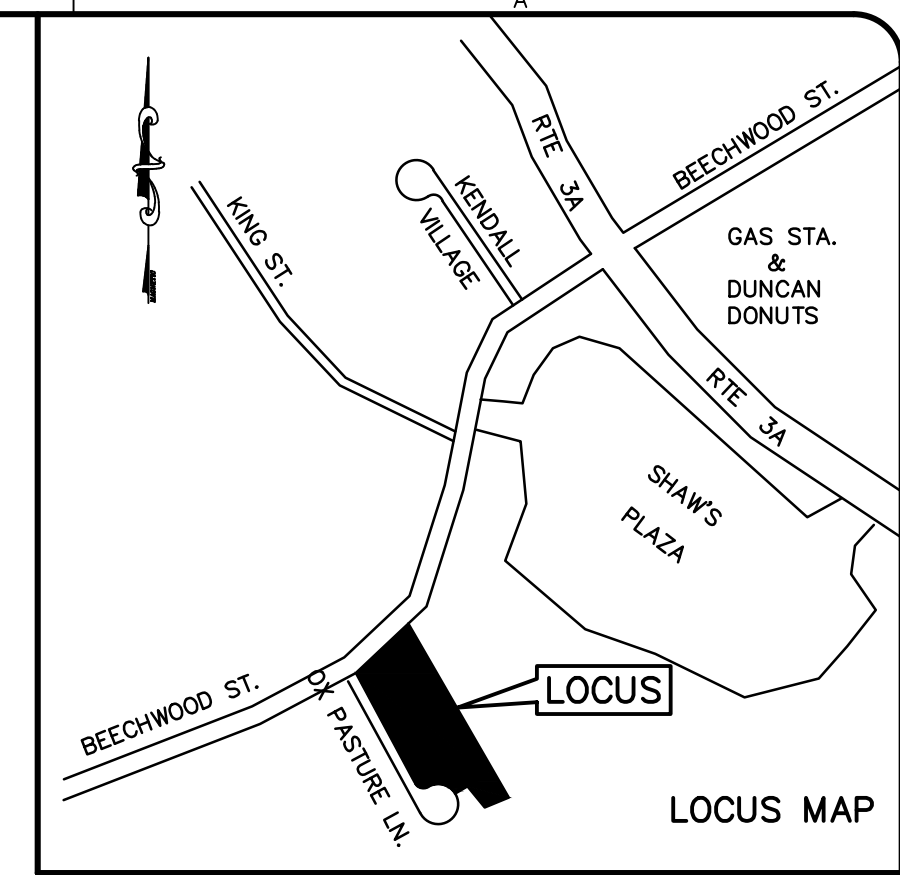 A
RTE 3A
BEECHWOOD ST.
KENDALL
VILLAGE
KING ST.
GAS STA.
&
DUNCAN
DONUTS
RTE 3A
SHAW'S
PLAZA
BEECHWOOD ST.
OX PASTURE LN.
LOCUS
LOCUS MAP